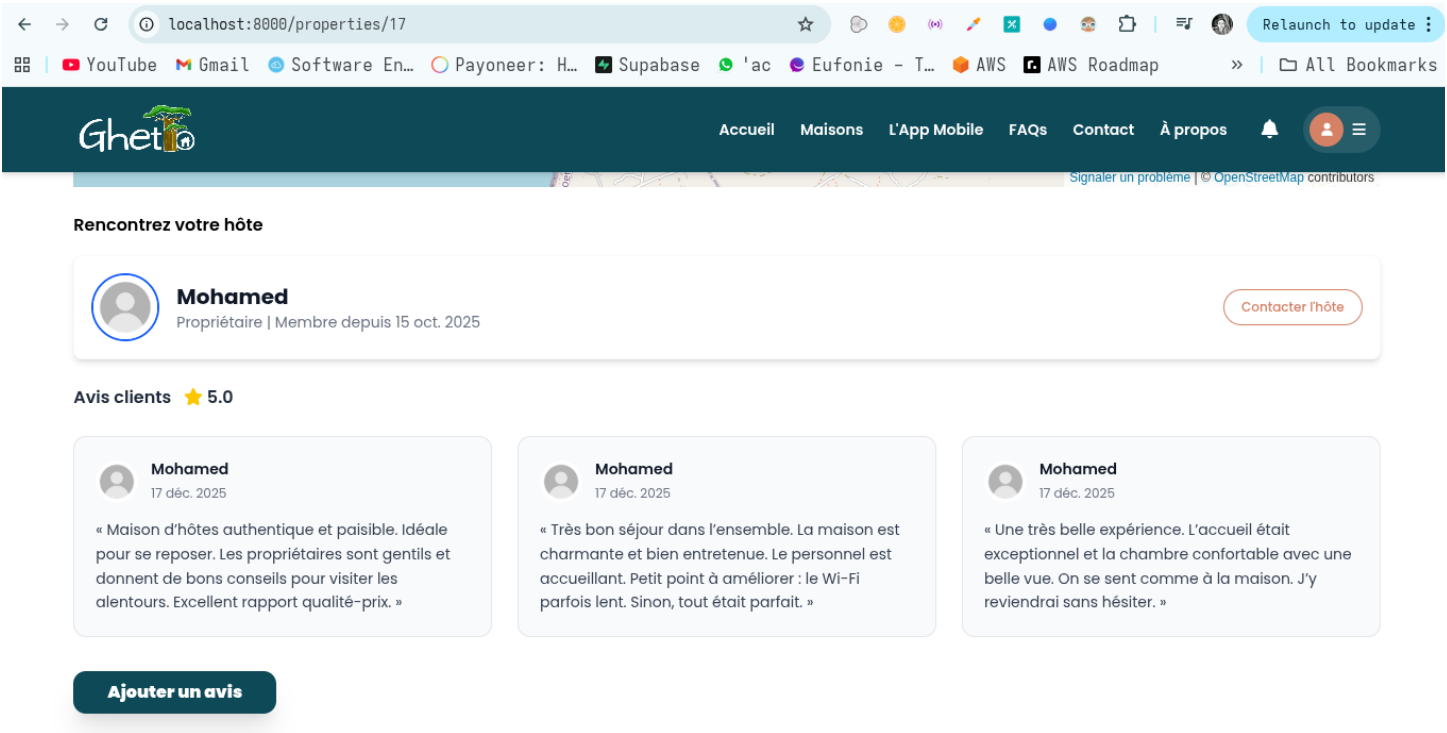 localhost:8000/properties/17
Relaunch to update
YouTube Gmail Software En… Payoneer: H… Supabase 'ac Eufonie – T… AWS AWS Roadmap » All Bookmarks
Ghett
Accueil Maisons L'App Mobile FAQs Contact À propos
Signaler un problème | © OpenStreetMap contributors
Rencontrez votre hôte
Mohamed
Propriétaire | Membre depuis 15 oct. 2025
Contacter l'hôte
Avis clients 5.0
Mohamed
17 déc. 2025
« Maison d’hôtes authentique et paisible. Idéale
pour se reposer. Les propriétaires sont gentils et
donnent de bons conseils pour visiter les
alentours. Excellent rapport qualité-prix. »
Mohamed
17 déc. 2025
« Très bon séjour dans l’ensemble. La maison est
charmante et bien entretenue. Le personnel est
accueillant. Petit point à améliorer : le Wi-Fi
parfois lent. Sinon, tout était parfait. »
Mohamed
17 déc. 2025
« Une très belle expérience. L’accueil était
exceptionnel et la chambre confortable avec une
belle vue. On se sent comme à la maison. J’y
reviendrai sans hésiter. »
Ajouter un avis